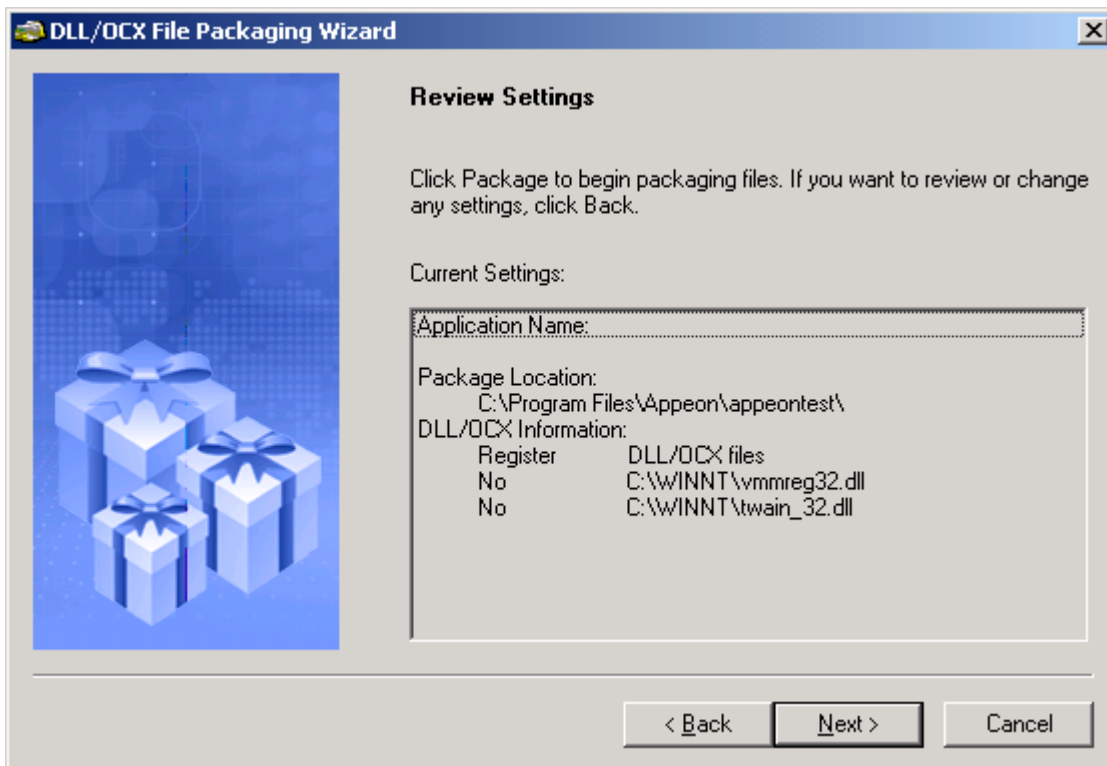 DLL/OCX File Packaging Wizard
Review Settings
Click Package to begin packaging files. If you want to review or change
any settings, click Back.
Current Settings:
Application Name:
Package Location:
C:\Program Files\Appeon\appeontest\
DLL/OCX Information:
Register DLL/OCX files
No C:\WINNT\vmmreg32.dll
No C:\WINNT\twain_32.dll
< Back Next > Cancel